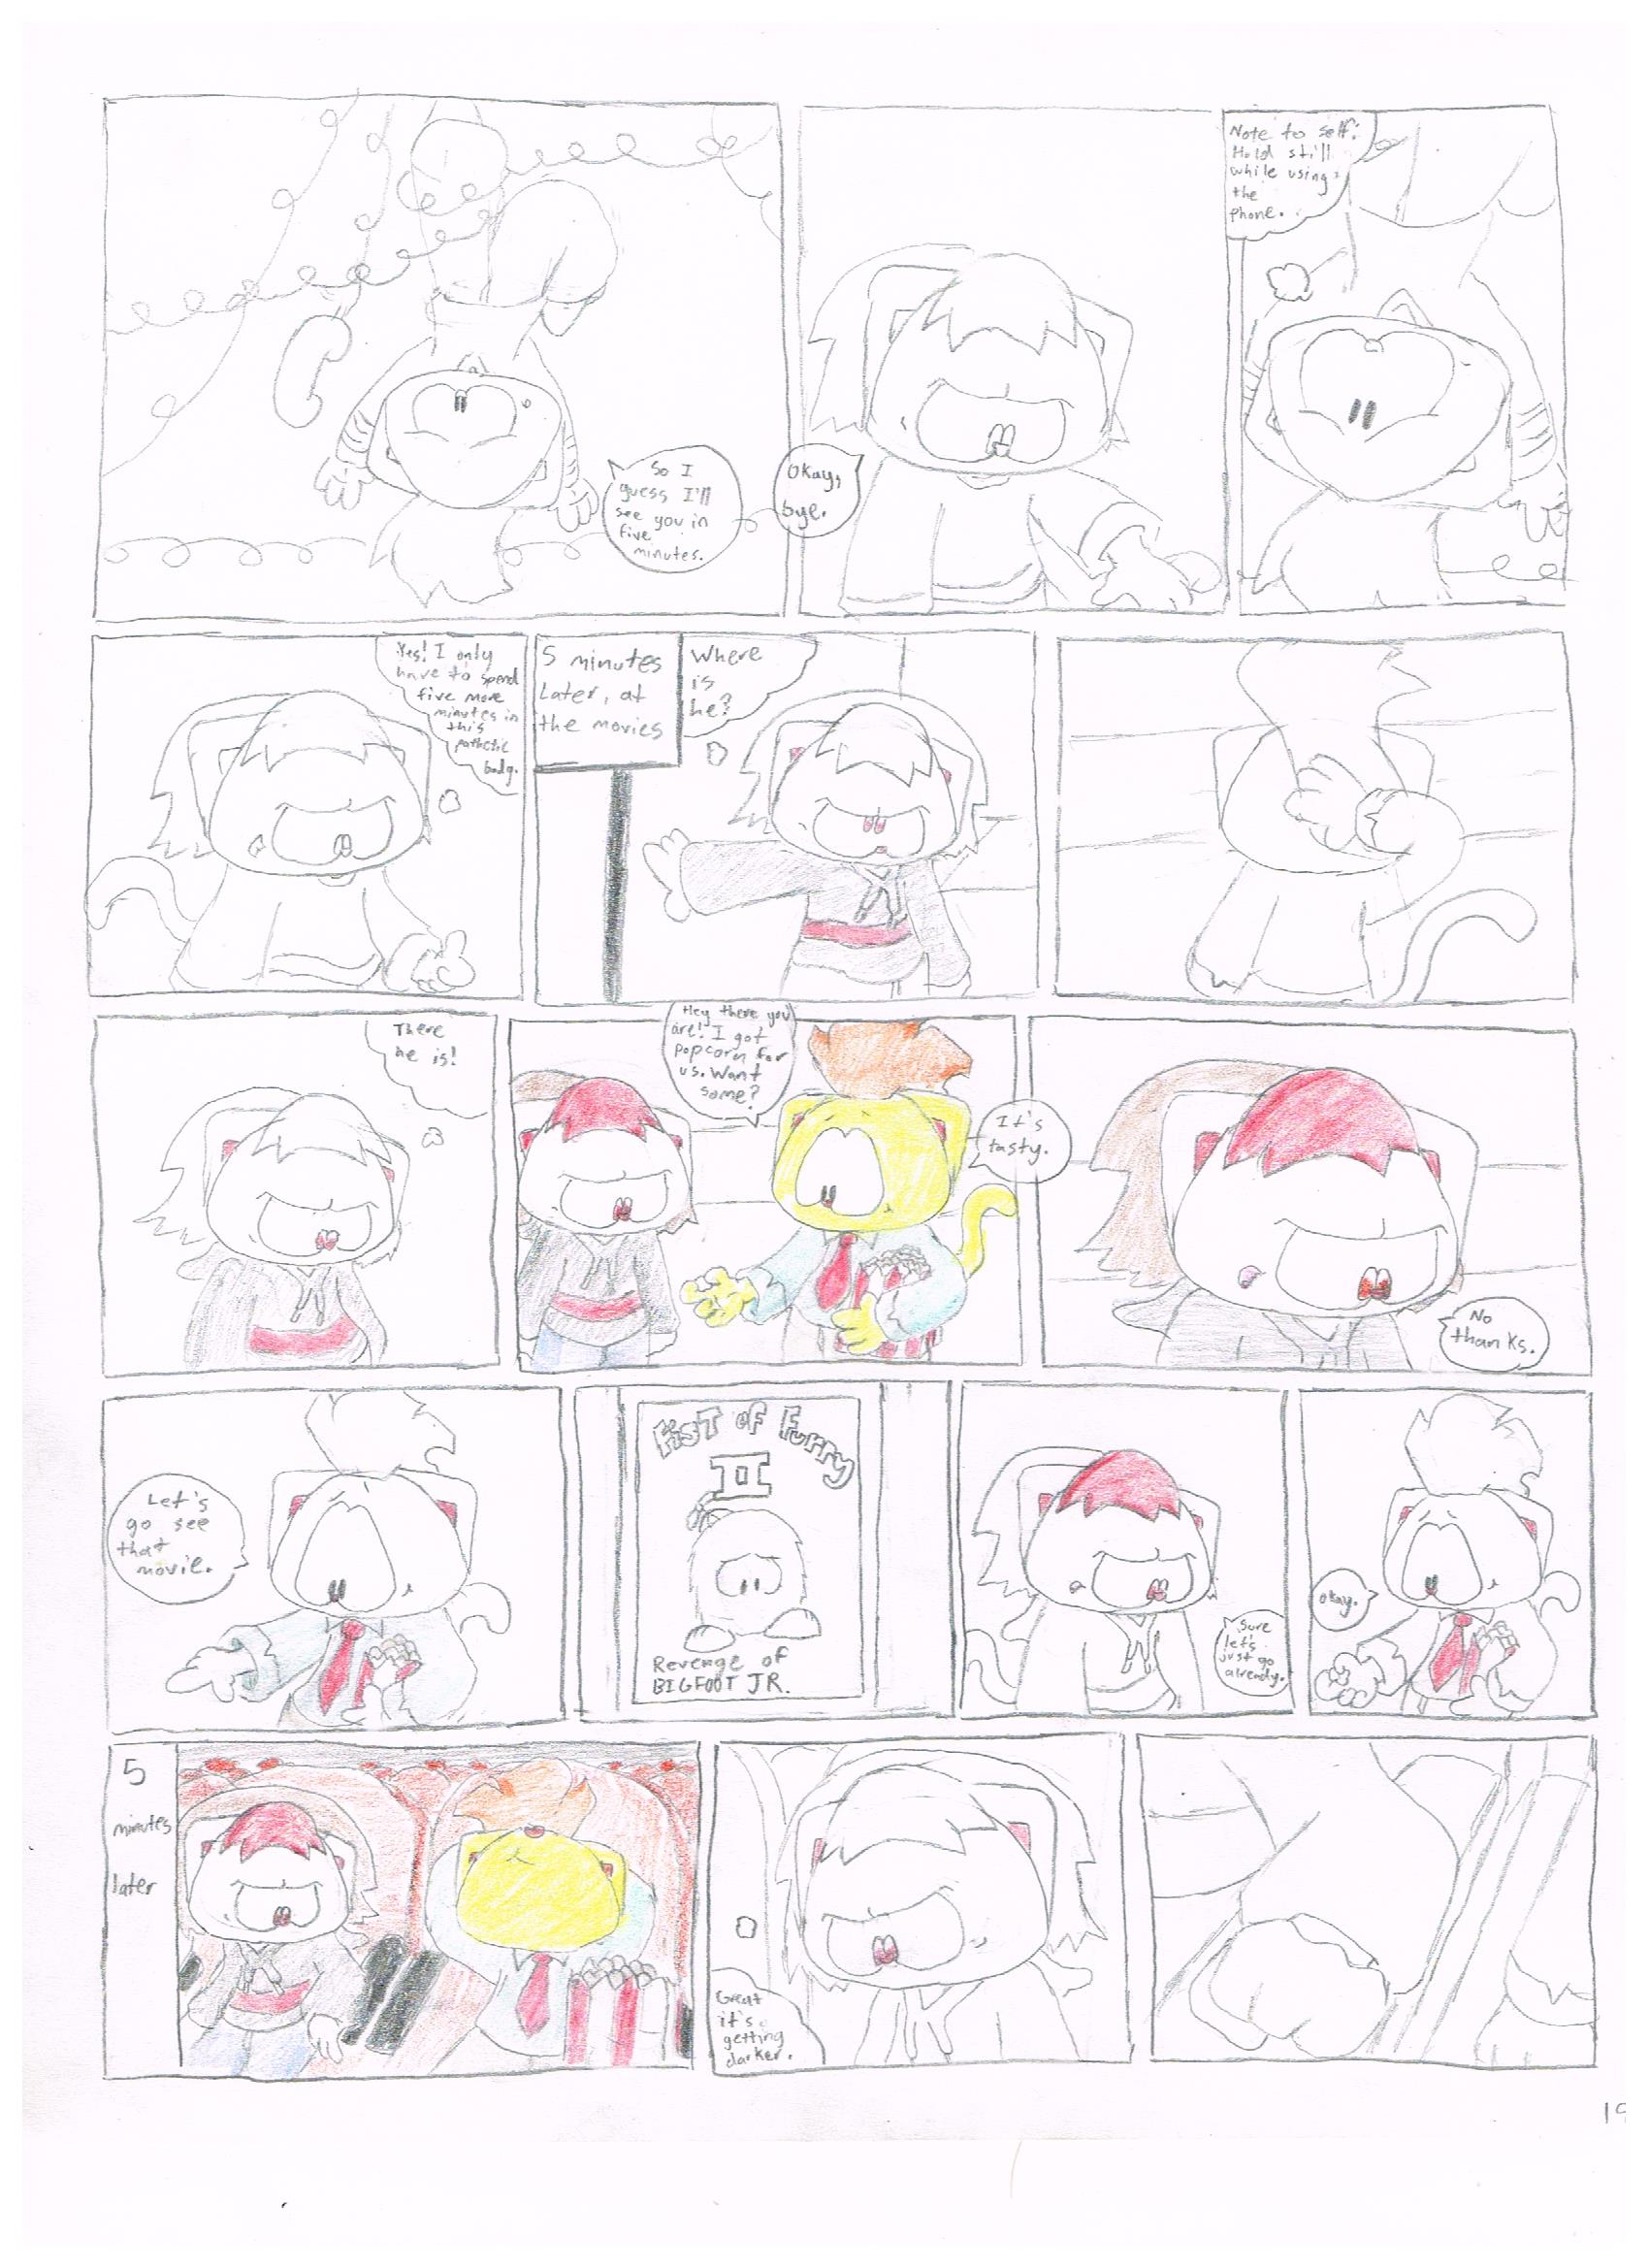 So I
guess I'll
see you in
five
minutes.
Okay,
bye.
Note to self:
Hold still
while using
the
phone.
Yes! I only
have to spend
five more
minutes in
this
pathetic
body.
5 minutes
Later, at
the movies
Where
is
he?
There
he is!
Hey there you
are! I got
popcorn for
us. Want
some?
It's
tasty.
No
thanks.
Let's
go see
that
movie.
Fist of Furry
II
Revenge of
BIGFOOT JR.
Sure
let's
just go
already.
Okay.
5
minutes
later
Great
it's
getting
darker.
19